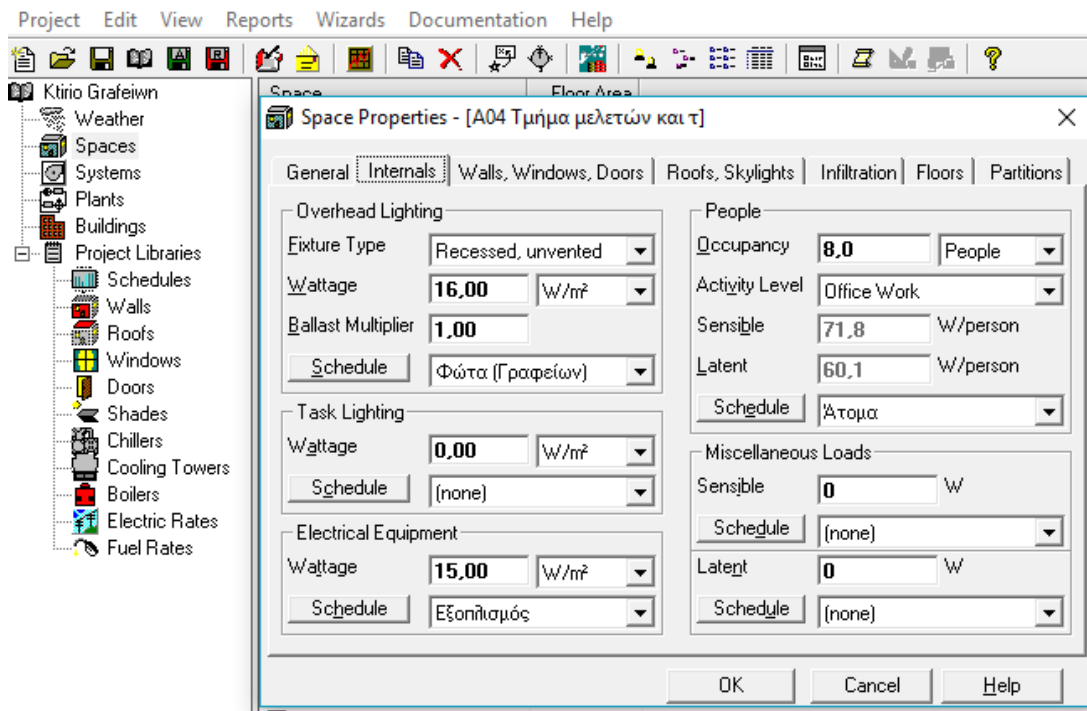 Project Edit View Reports Wizards Documentation Help
Ktirio Grafeiwn
Weather
Spaces
Systems
Plants
Buildings
Project Libraries
Schedules
Walls
Roofs
Windows
Doors
Shades
Chillers
Cooling Towers
Boilers
Electric Rates
Fuel Rates
Space Floor Area
Space Properties - [A04 Τμήμα μελετών και τ]
General Internals Walls, Windows, Doors Roofs, Skylights Infiltration Floors Partitions
Overhead Lighting
Fixture Type Recessed, unvented
Wattage 16,00 W/m²
Ballast Multiplier 1,00
Schedule Φώτα (Γραφείων)
Task Lighting
Wattage 0,00 W/m²
Schedule (none)
Electrical Equipment
Wattage 15,00 W/m²
Schedule Εξοπλισμός
People
Occupancy 8,0 People
Activity Level Office Work
Sensible 71,8 W/person
Latent 60,1 W/person
Schedule Άτομα
Miscellaneous Loads
Sensible 0 W
Schedule (none)
Latent 0 W
Schedule (none)
OK Cancel Help